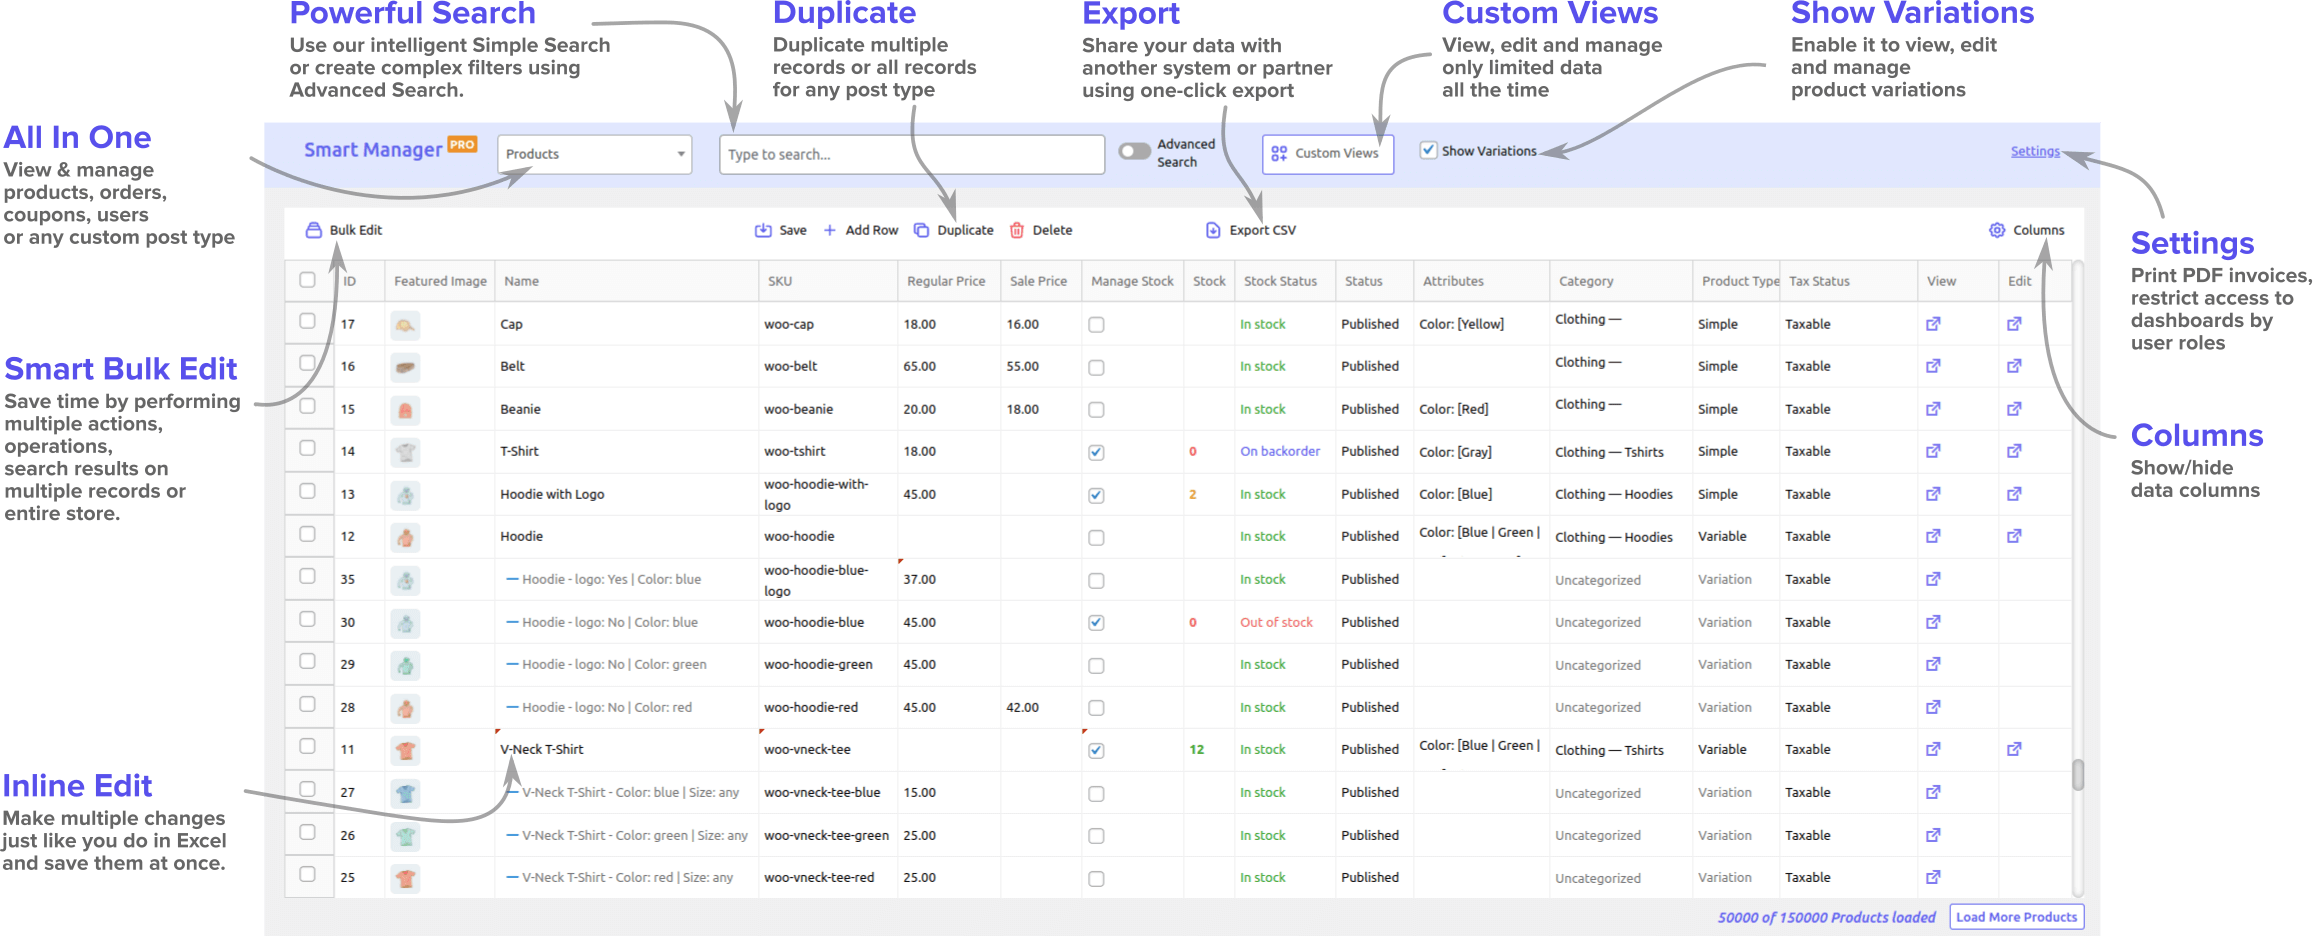 Powerful Search
Use our intelligent Simple Search
or create complex filters using
Advanced Search.
Duplicate
Duplicate multiple
records or all records
for any post type
Export
Share your data with
another system or partner
using one-click export
Custom Views
View, edit and manage
only limited data
all the time
Show Variations
Enable it to view, edit
and manage
product variations
All In One
View & manage
products, orders,
coupons, users
or any custom post type
Smart Manager PRO
Products
Type to search...
Advanced
Search
Custom Views
Show Variations
Settings
Bulk Edit
Save
Add Row
Duplicate
Delete
Export CSV
Columns
Settings
Print PDF invoices,
restrict access to
dashboards by
user roles
Columns
Show/hide
data columns
Smart Bulk Edit
Save time by performing
multiple actions,
operations,
search results on
multiple records or
entire store.
Inline Edit
Make multiple changes
just like you do in Excel
and save them at once.
ID Featured Image Name SKU Regular Price Sale Price Manage Stock Stock Stock Status Status Attributes Category Product Type Tax Status View Edit
17 Cap woo-cap 18.00 16.00 In stock Published Color: [Yellow] Clothing — Simple Taxable
16 Belt woo-belt 65.00 55.00 In stock Published Clothing — Simple Taxable
15 Beanie woo-beanie 20.00 18.00 In stock Published Color: [Red] Clothing — Simple Taxable
14 T-Shirt woo-tshirt 18.00 0 On backorder Published Color: [Gray] Clothing — Tshirts Simple Taxable
13 Hoodie with Logo woo-hoodie-with-
logo 45.00 2 In stock Published Color: [Blue] Clothing — Hoodies Simple Taxable
12 Hoodie woo-hoodie In stock Published Color: [Blue | Green | Clothing — Hoodies Variable Taxable
35 — Hoodie - logo: Yes | Color: blue woo-hoodie-blue-
logo 37.00 In stock Published Uncategorized Variation Taxable
30 — Hoodie - logo: No | Color: blue woo-hoodie-blue 45.00 0 Out of stock Published Uncategorized Variation Taxable
29 — Hoodie - logo: No | Color: green woo-hoodie-green 45.00 In stock Published Uncategorized Variation Taxable
28 — Hoodie - logo: No | Color: red woo-hoodie-red 45.00 42.00 In stock Published Uncategorized Variation Taxable
11 V-Neck T-Shirt woo-vneck-tee 12 In stock Published Color: [Blue | Green | Clothing — Tshirts Variable Taxable
27 — V-Neck T-Shirt - Color: blue | Size: any woo-vneck-tee-blue 15.00 In stock Published Uncategorized Variation Taxable
26 — V-Neck T-Shirt - Color: green | Size: any woo-vneck-tee-green 25.00 In stock Published Uncategorized Variation Taxable
25 — V-Neck T-Shirt - Color: red | Size: any woo-vneck-tee-red 25.00 In stock Published Uncategorized Variation Taxable
50000 of 150000 Products loaded
Load More Products